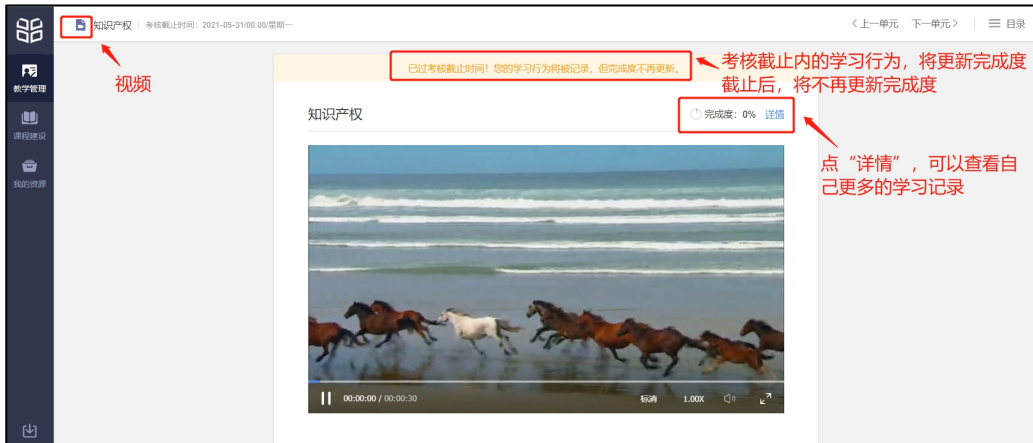 知识产权 考核截止时间：2021-05-31/00:00/星期一 〈上一单元 下一单元〉 目录
视频
已过考核截止时间！您的学习行为将被记录，但完成度不再更新。
考核截止内的学习行为，将更新完成度
截止后，将不再更新完成度
教学管理
课程建设
我的资源
知识产权
完成度：0% 详情
点“详情”，可以查看自
己更多的学习记录
00:00:00 / 00:00:30 标清 1.00X